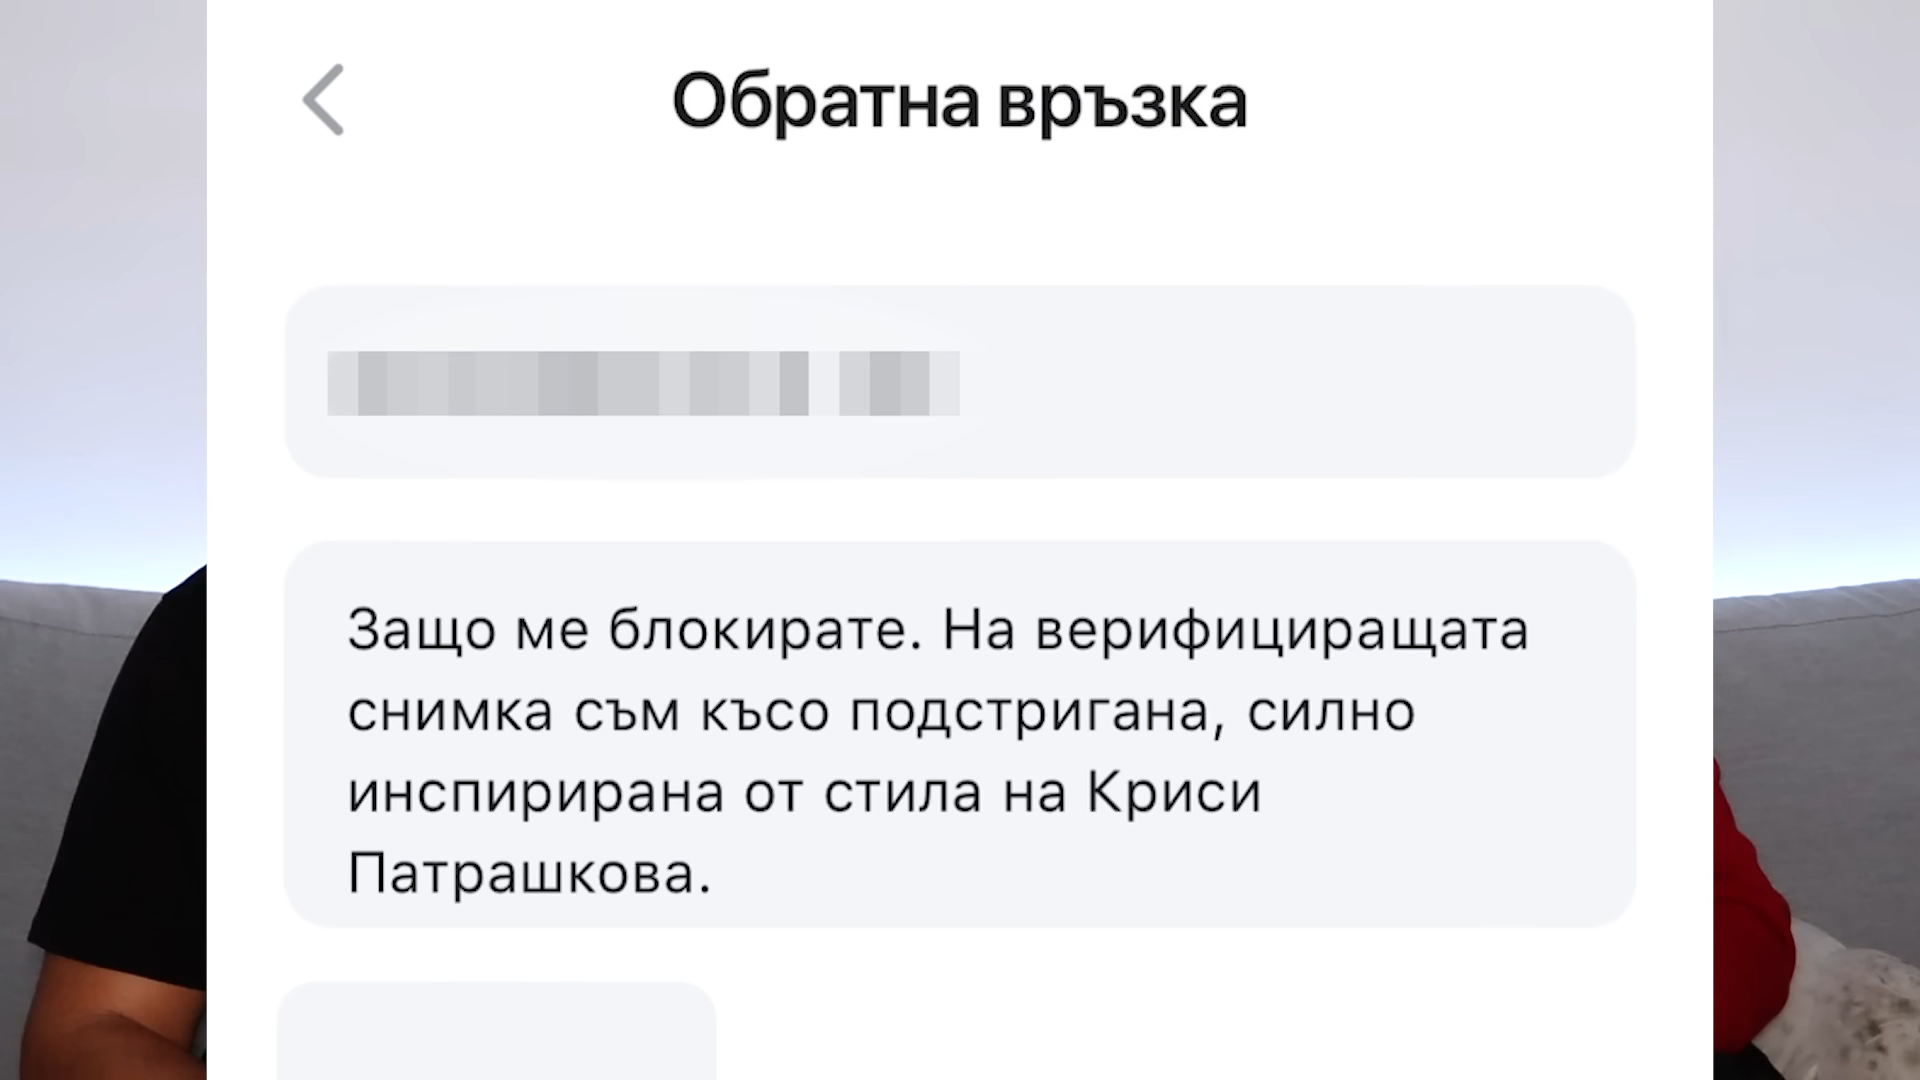 Обратна връзка
Защо ме блокирате. На верифициращата
снимка съм късо подстригана, силно
инспирирана от стила на Криси
Патрашкова.